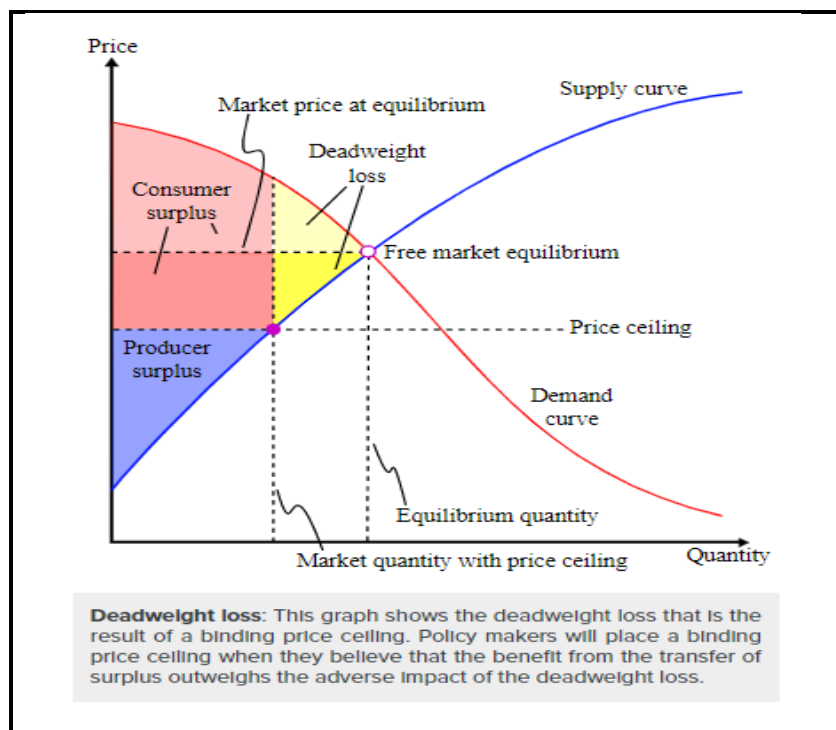 Price
Supply curve
Market price at equilibrium
Deadweight
loss
Consumer
surplus
Free market equilibrium
Price ceiling
Producer
surplus
Demand
curve
Equilibrium quantity
Market quantity with price ceiling
Quantity
Deadweight loss: This graph shows the deadweight loss that is the
result of a binding price ceiling. Policy makers will place a binding
price ceiling when they believe that the benefit from the transfer of
surplus outweighs the adverse impact of the deadweight loss.